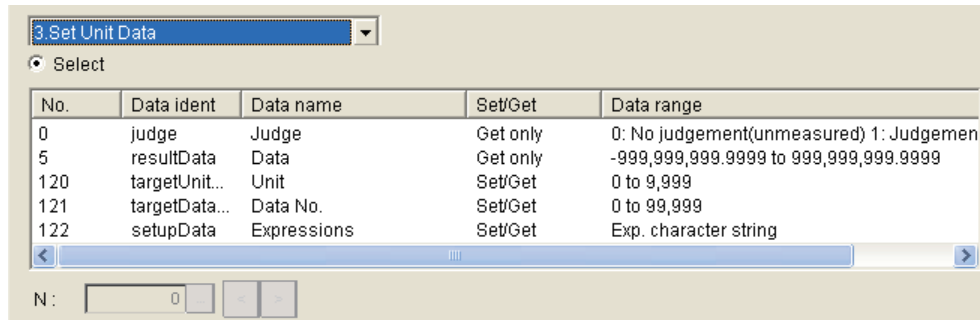 3.Set Unit Data
Select
No. Data ident Data name Set/Get Data range
0 judge Judge Get only 0: No judgement(unmeasured) 1: Judgemen
5 resultData Data Get only -999,999,999.9999 to 999,999,999.9999
120 targetUnit... Unit Set/Get 0 to 9,999
121 targetData... Data No. Set/Get 0 to 99,999
122 setupData Expressions Set/Get Exp. character string
N : 0 ... < >